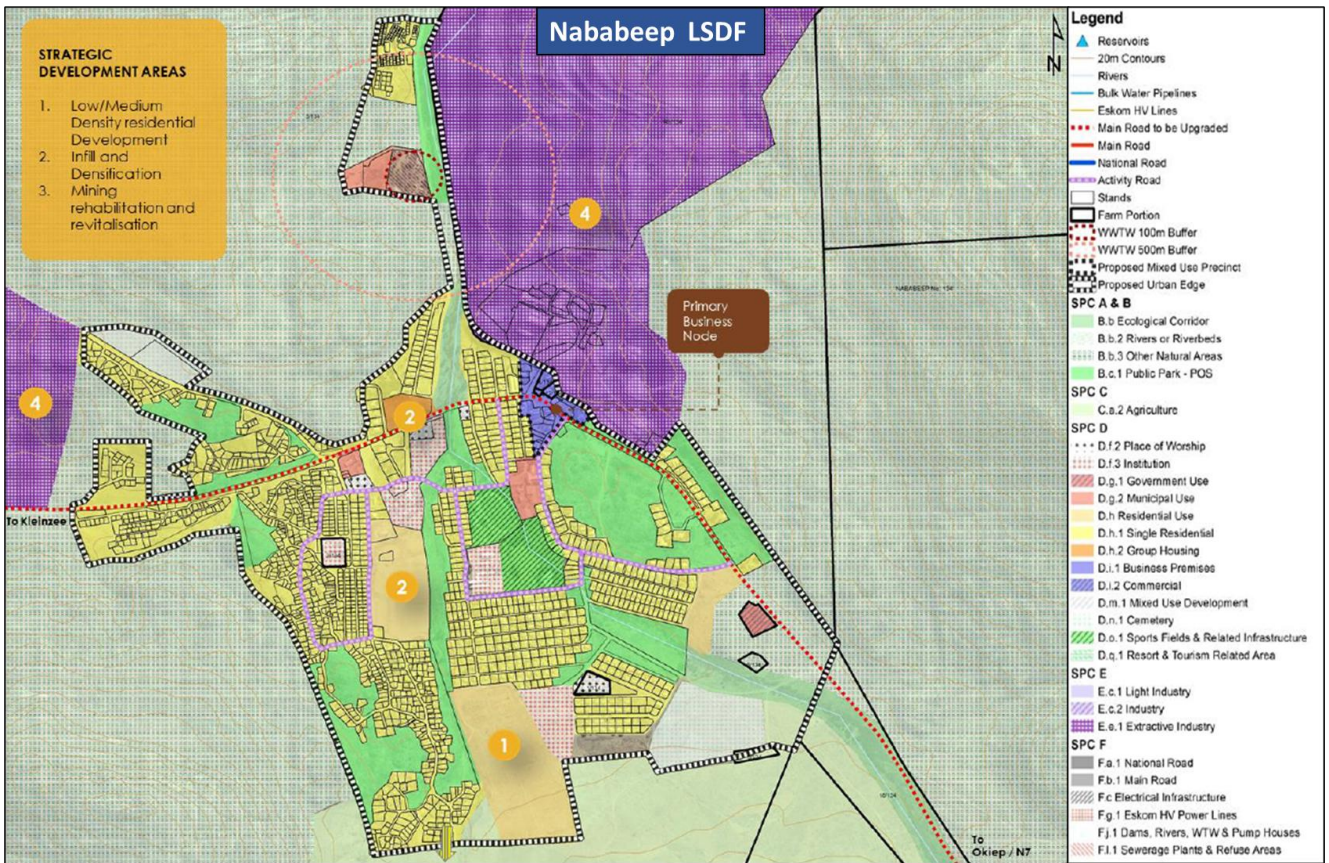 Nababeep LSDF
STRATEGIC
DEVELOPMENT AREAS
1. Low/Medium
Density residential
Development
2. Infill and
Densification
3. Mining
rehabilitation and
revitalisation
N
4
Primary
Business
Node
4
2
To Kleinzee
2
1
To
Okiep / N7
Legend
Reservoirs
20m Contours
Rivers
Bulk Water Pipelines
Eskom HV Lines
Main Road to be Upgraded
Main Road
National Road
Activity Road
Stands
Farm Portion
WWTW 100m Buffer
WWTW 500m Buffer
Proposed Mixed Use Precinct
Proposed Urban Edge
SPC A & B
B.b Ecological Corridor
B.b.2 Rivers or Riverbeds
B.b.3 Other Natural Areas
B.c.1 Public Park - POS
SPC C
C.a.2 Agriculture
SPC D
D.f.2 Place of Worship
D.f.3 Institution
D.g.1 Government Use
D.g.2 Municipal Use
D.h Residential Use
D.h.1 Single Residential
D.h.2 Group Housing
D.i.1 Business Premises
D.i.2 Commercial
D.m.1 Mixed Use Development
D.n.1 Cemetery
D.o.1 Sports Fields & Related Infrastructure
D.q.1 Resort & Tourism Related Area
SPC E
E.c.1 Light Industry
E.c.2 Industry
E.e.1 Extractive Industry
SPC F
F.a.1 National Road
F.b.1 Main Road
F.c Electrical Infrastructure
F.g.1 Eskom HV Power Lines
F.j.1 Dams, Rivers, WTW & Pump Houses
F.l.1 Sewerage Plants & Refuse Areas